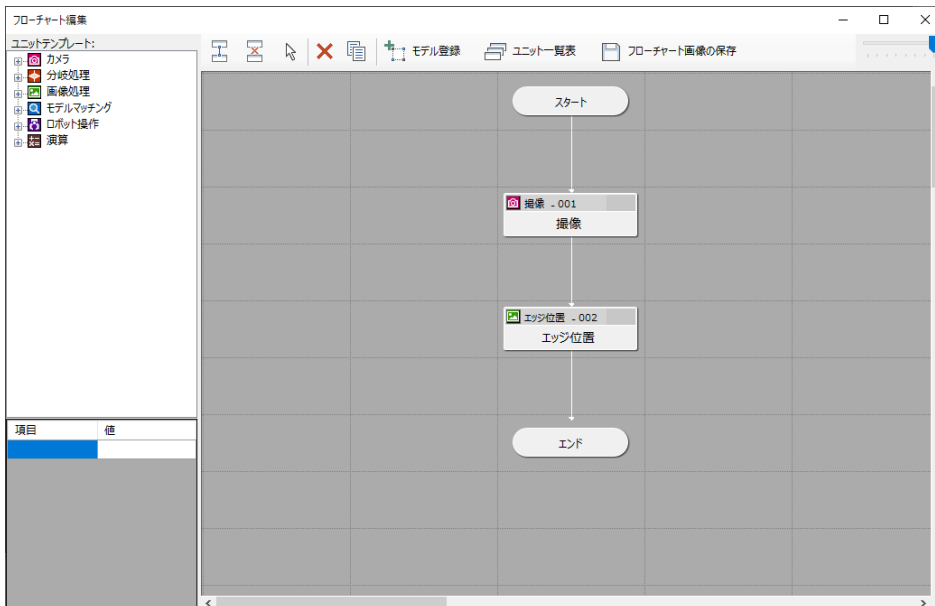 フローチャート編集
ユニットテンプレート:
カメラ
分岐処理
画像処理
モデルマッチング
ロボット操作
演算
モデル登録
ユニット一覧表
フローチャート画像の保存
スタート
撮像 - 001
撮像
エッジ位置 - 002
エッジ位置
エンド
項目 値